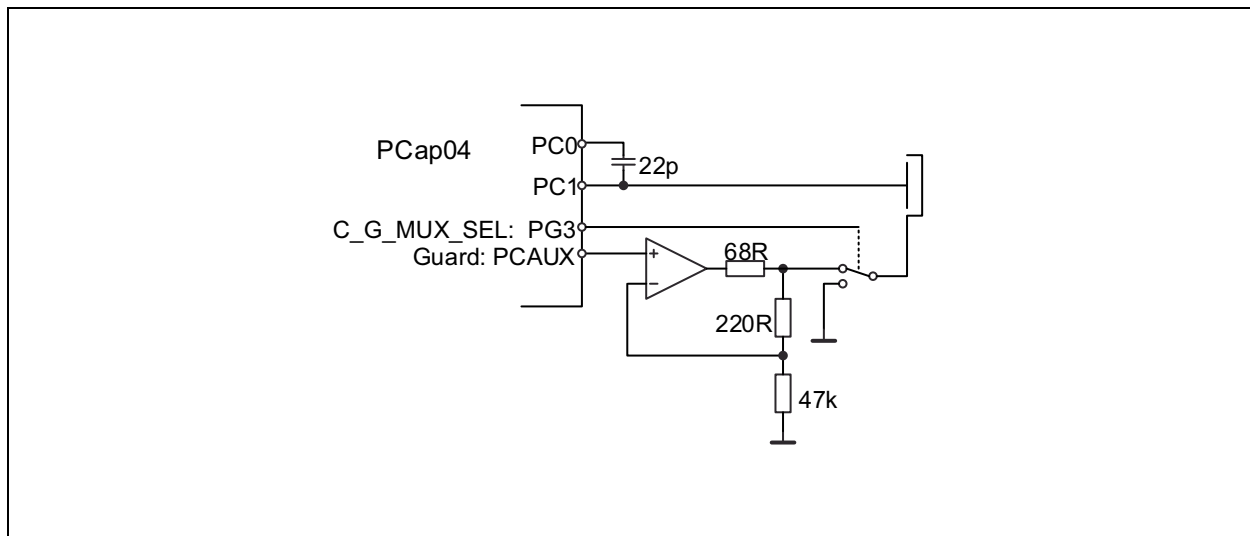 PCap04
PC0
22p
PC1
C_G_MUX_SEL: PG3
Guard: PCAUX
+
−
68R
220R
47k